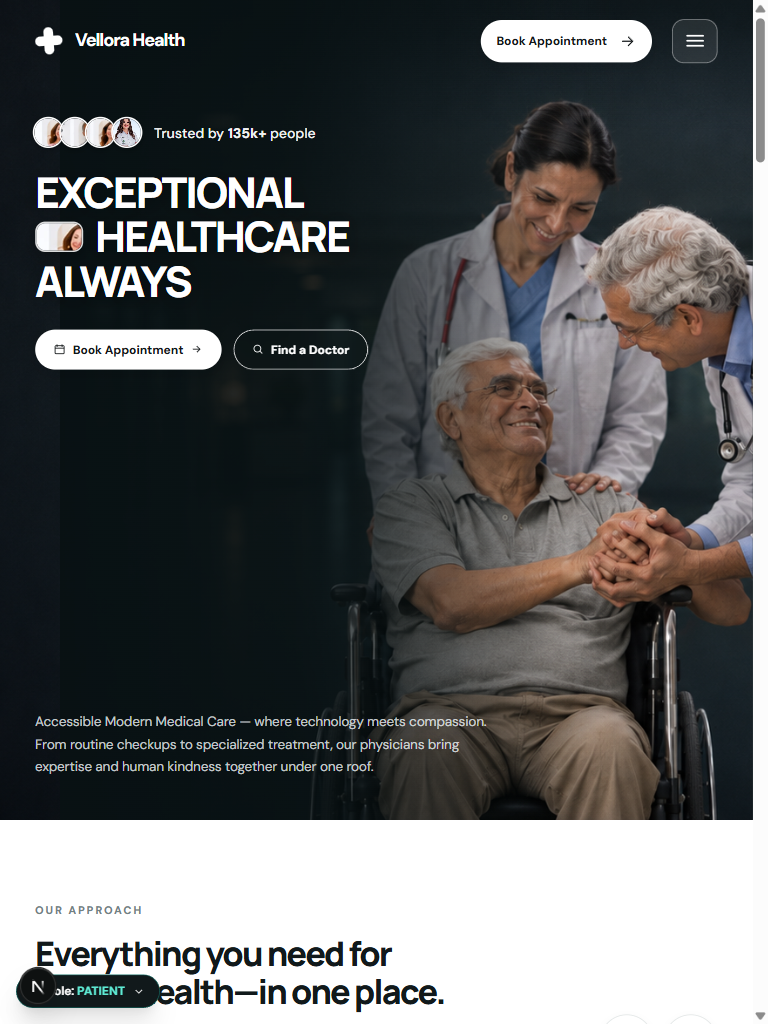 Vellora Health
Book Appointment
Trusted by 135k+ people
EXCEPTIONAL
HEALTHCARE
ALWAYS
Book Appointment
Find a Doctor
Accessible Modern Medical Care — where technology meets compassion.
From routine checkups to specialized treatment, our physicians bring
expertise and human kindness together under one roof.
OUR APPROACH
Everything you need for
ealth—in one place.
N
ole: PATIENT